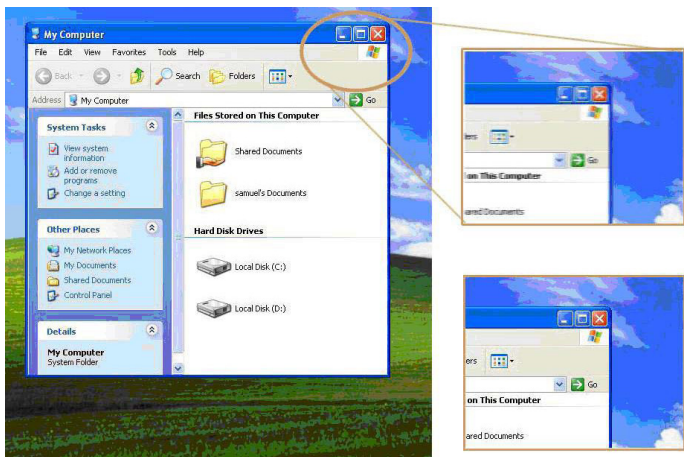 My Computer
File Edit View Favorites Tools Help
Back Search Folders
Address My Computer Go
System Tasks
View system
information
Add or remove
programs
Change a setting
Other Places
My Network Places
My Documents
Shared Documents
Control Panel
Details
My Computer
System Folder
Files Stored on This Computer
Shared Documents
samuel's Documents
Hard Disk Drives
Local Disk (C:)
Local Disk (D:)
ers
Go
on This Computer
ared Documents
ers
Go
on This Computer
ared Documents